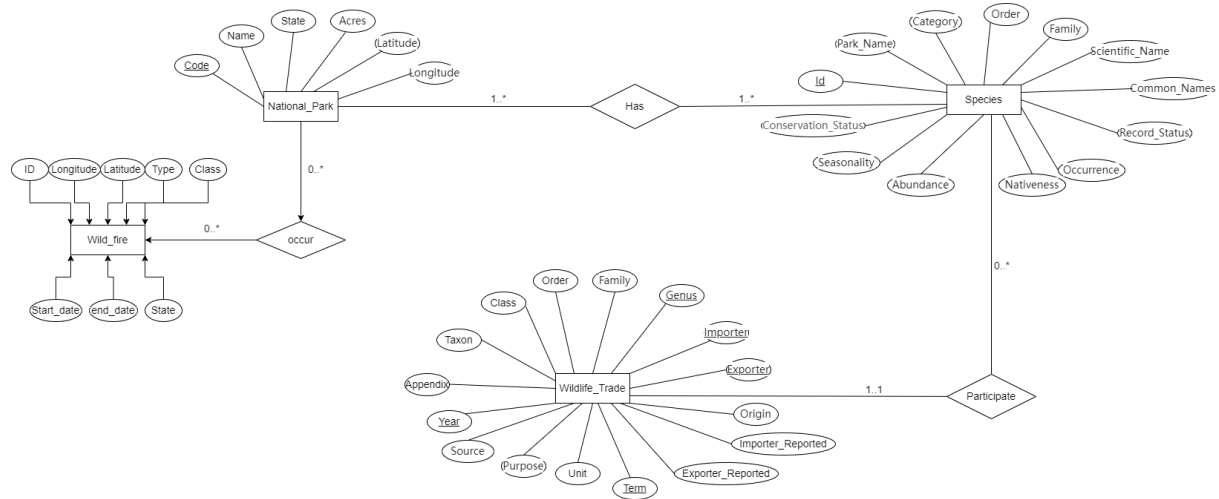 State
Acres
Name
(Latitude)
Code
Longitude
National_Park
1..*
Has
1..*
Order
(Category)
Family
(Park_Name)
Scientific_Name
Id
Species
Common_Names
(Conservation_Status)
(Record_Status)
Seasonality
Occurrence
Abundance
Nativeness
0..*
ID
Longitude
Latitude
Type
Class
0..*
Wild_fire
occur
Start_date
end_date
State
0..*
Order
Family
Class
Genus
Taxon
Importer
Exporter
Appendix
Wildlife_Trade
1..1
Participate
Year
Origin
Source
Importer_Reported
(Purpose)
Unit
Exporter_Reported
Term